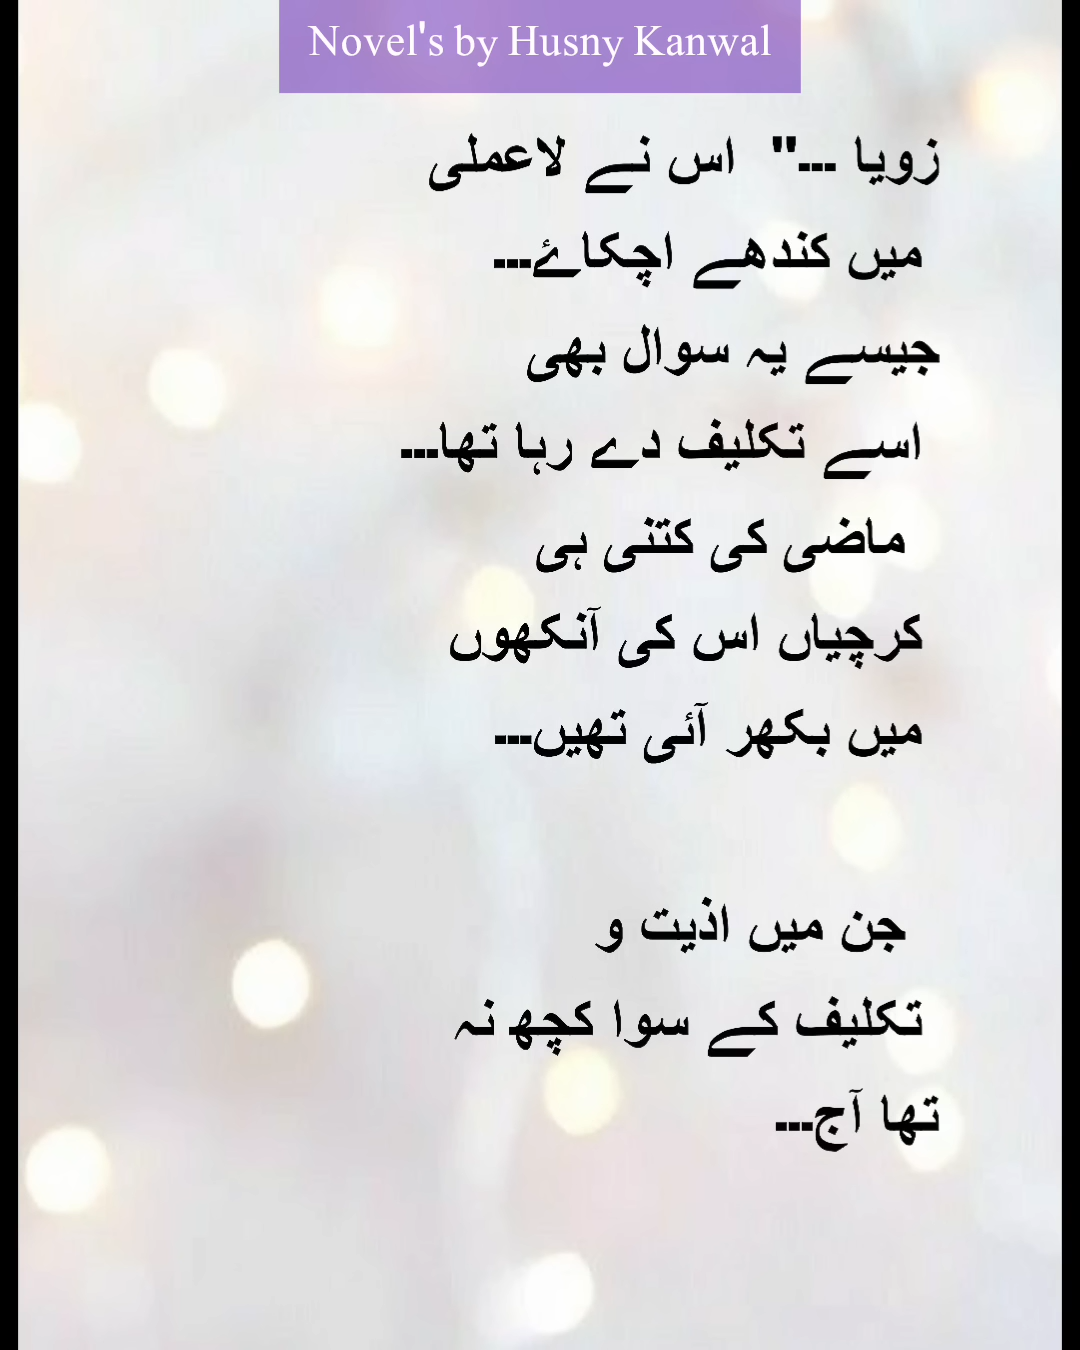 Novel's by Husny Kanwal
زویا ---" اس نے لاعملی
میں کندھے اچکاۓ---
جیسے یہ سوال بھی
اسے تکلیف دے رہا تھا---
ماضی کی کتنی ہی
کرچیاں اس کی آنکھوں
میں بکھر آئی تھیں---
جن میں اذیت و
تکلیف کے سوا کچھ نہ
تھا آج---